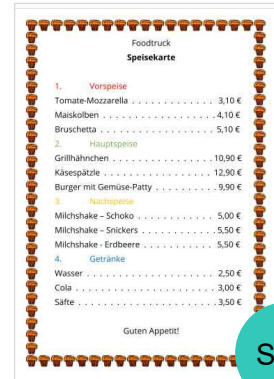 Foodtruck
Speisekarte
1. Vorspeise
Tomate-Mozzarella . . . . . . . . . . . . 3,10 €
Maiskolben . . . . . . . . . . . . . . . . . 4,10 €
Bruschetta . . . . . . . . . . . . . . . . . 5,10 €
2. Hauptspeise
Grillhähnchen . . . . . . . . . . . . . . . 10,90 €
Käsespätzle . . . . . . . . . . . . . . . . 12,90 €
Burger mit Gemüse-Patty . . . . . . . . . 9,90 €
3. Nachspeise
Milchshake – Schoko . . . . . . . . . . . 5,00 €
Milchshake – Snickers . . . . . . . . . . 5,50 €
Milchshake - Erdbeere . . . . . . . . . . 5,50 €
4. Getränke
Wasser . . . . . . . . . . . . . . . . . . . 2,50 €
Cola . . . . . . . . . . . . . . . . . . . . 3,00 €
Säfte . . . . . . . . . . . . . . . . . . . . 3,50 €
Guten Appetit!
S